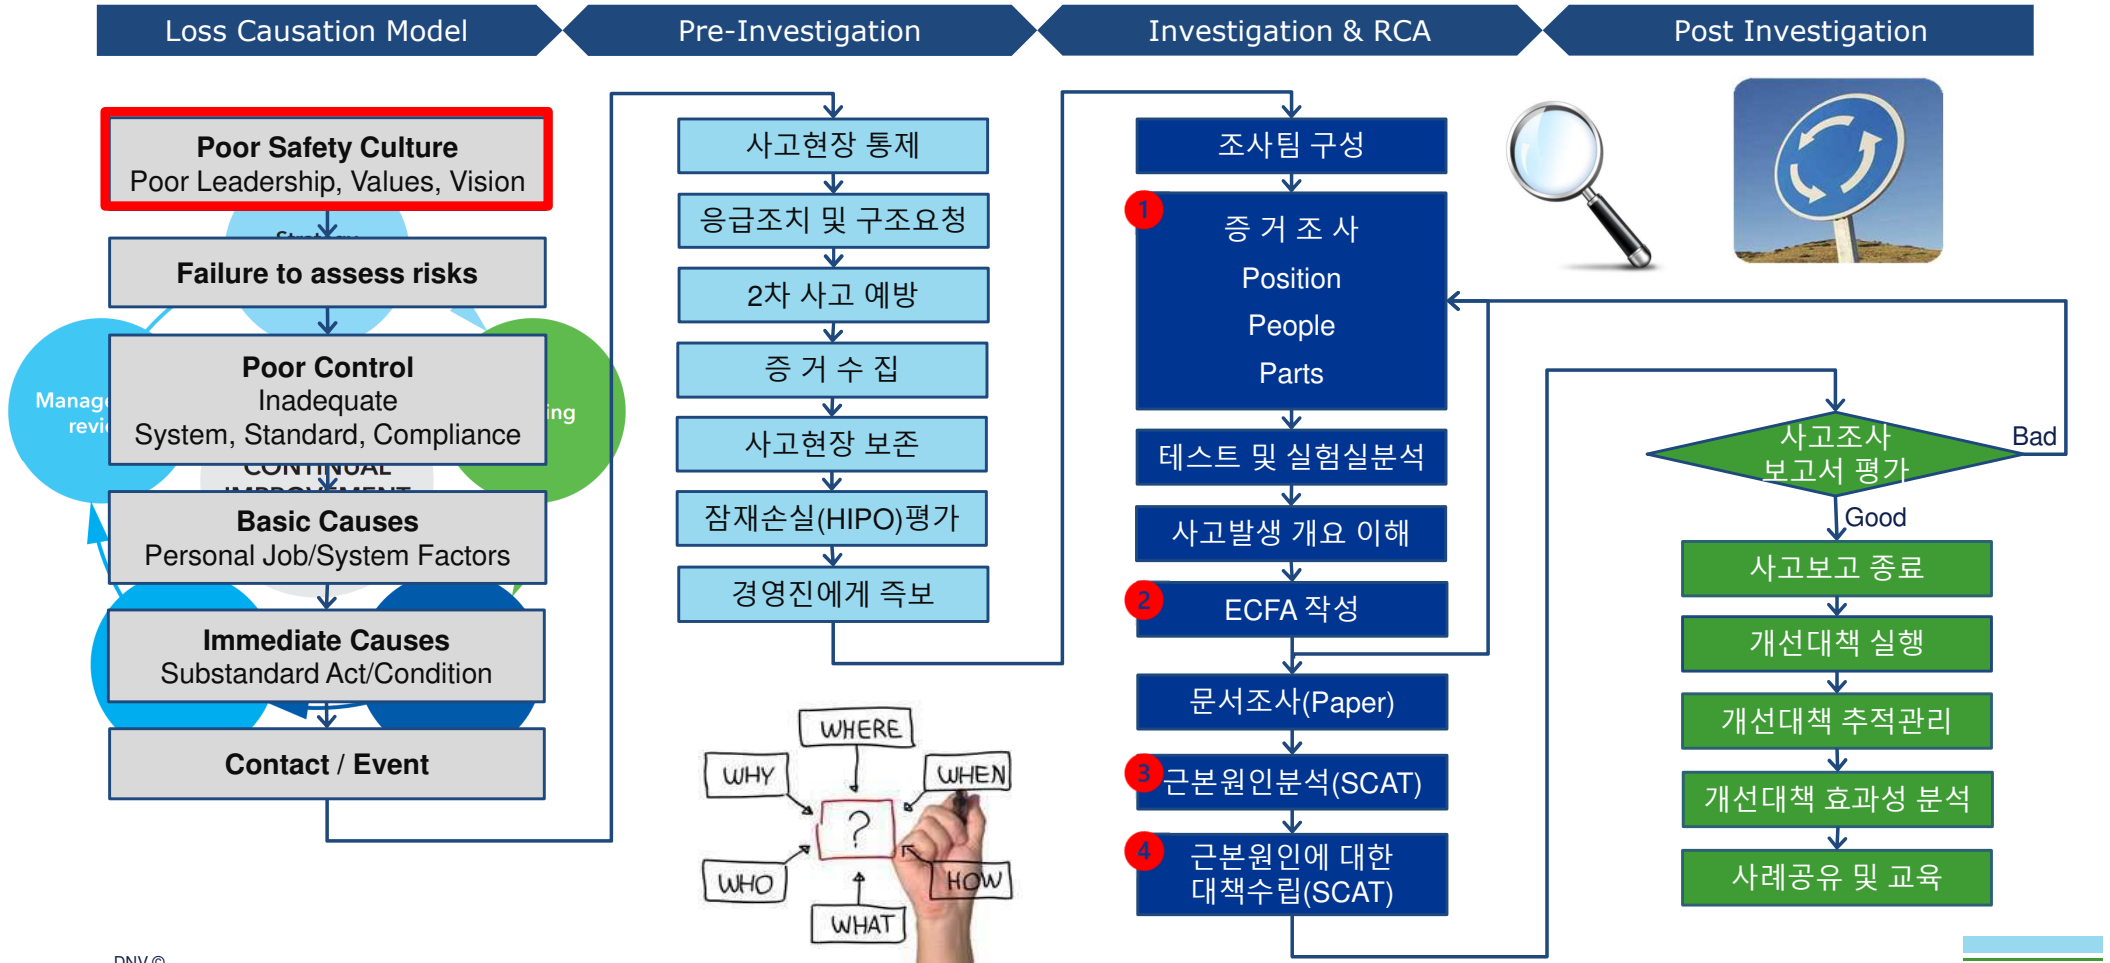 Loss Causation Model
Pre-Investigation
Investigation & RCA
Post Investigation
Poor Safety Culture
Poor Leadership, Values, Vision
Failure to assess risks
Poor Control
Inadequate
System, Standard, Compliance
CONTINUAL
IMPROVEMENT
Basic Causes
Personal Job/System Factors
Immediate Causes
Substandard Act/Condition
Contact / Event
사고현장 통제
응급조치 및 구조요청
2차 사고 예방
증 거 수 집
사고현장 보존
잠재손실(HIPO)평가
경영진에게 즉보
WHERE
WHY
WHEN
?
WHO
HOW
WHAT
조사팀 구성
1
증 거 조 사
Position
People
Parts
테스트 및 실험실분석
사고발생 개요 이해
2
ECFA 작성
문서조사(Paper)
3
근본원인분석(SCAT)
4
근본원인에 대한
대책수립(SCAT)
사고조사
보고서 평가
Bad
Good
사고보고 종료
개선대책 실행
개선대책 추적관리
개선대책 효과성 분석
사례공유 및 교육
DNV ©